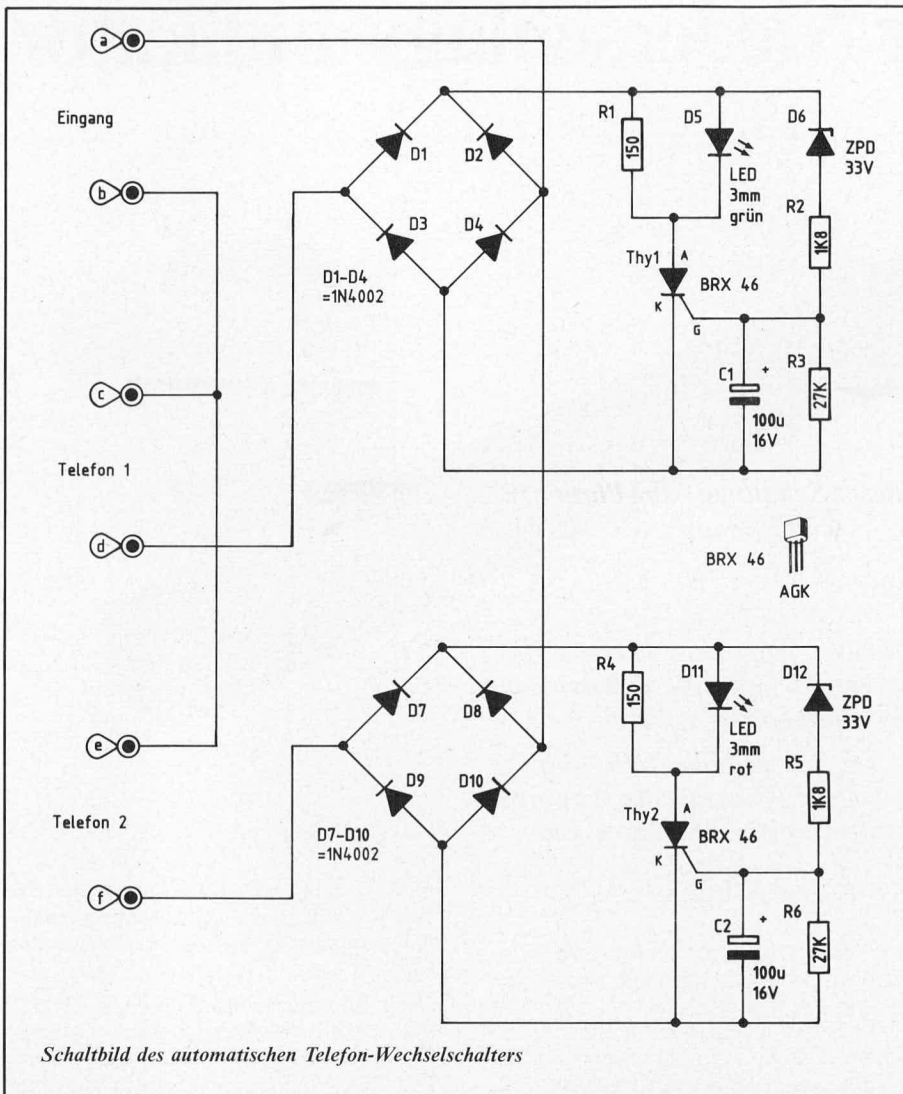 a
Eingang
b
c
Telefon 1
d
e
Telefon 2
f
D1
D2
D3
D4
D1-D4
=1N4002
R1
150
D5
LED
3mm
grün
D6
ZPD
33V
R2
1K8
Thy1
A
BRX 46
K
G
C1
+
100u
16V
R3
27K
BRX 46
AGK
D7
D8
D9
D10
D7-D10
=1N4002
R4
150
D11
LED
3mm
rot
D12
ZPD
33V
R5
1K8
Thy2
A
BRX 46
K
G
C2
+
100u
16V
R6
27K
Schaltbild des automatischen Telefon-Wechselschalters